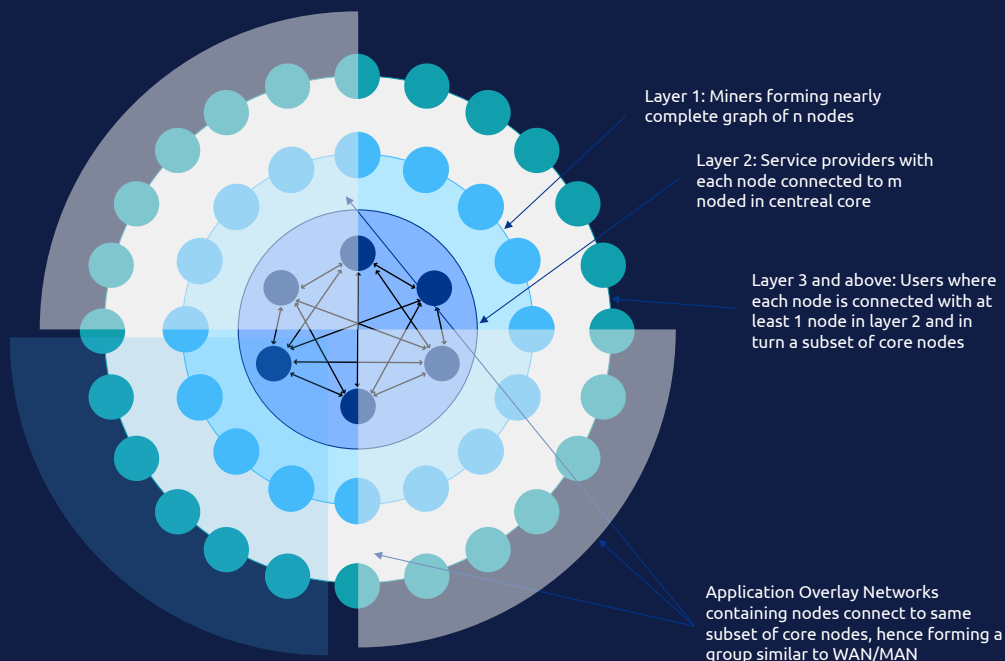 Layer 1: Miners forming nearly
complete graph of n nodes
Layer 2: Service providers with
each node connected to m
noded in centreal core
Layer 3 and above: Users where
each node is connected with at
least 1 node in layer 2 and in
turn a subset of core nodes
Application Overlay Networks
containing nodes connect to same
subset of core nodes, hence forming a
group similar to WAN/MAN